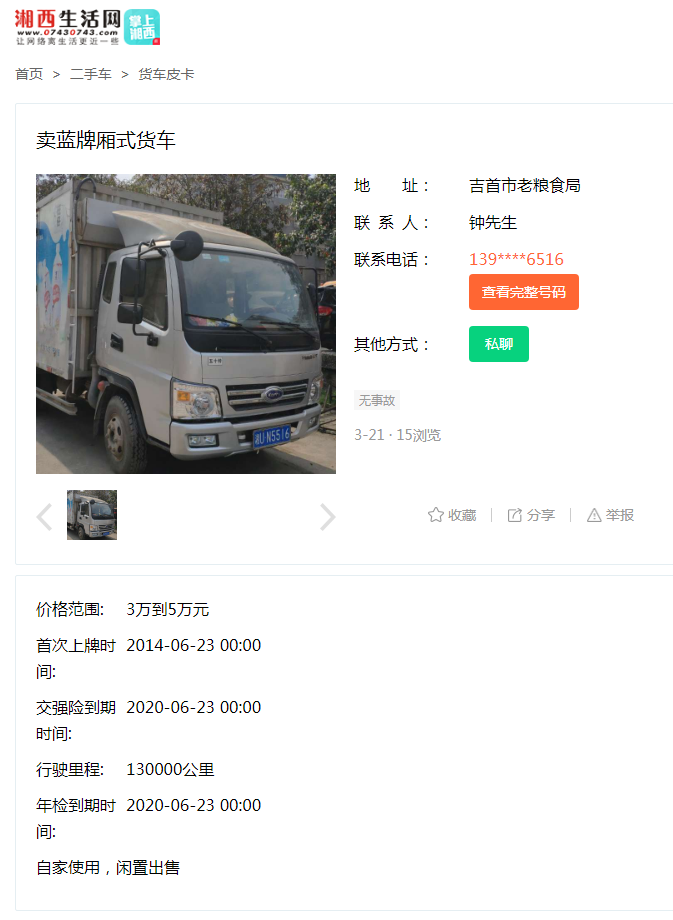 湘西生活网
www.07430743.com
让网络离生活更近一些
掌上
湘西
首页 > 二手车 > 货车皮卡
卖蓝牌厢式货车
地 址： 吉首市老粮食局
联 系 人： 钟先生
联系电话： 139****6516
查看完整号码
其他方式： 私聊
无事故
3-21 · 15浏览
湘U N5516
收藏 分享 举报
价格范围: 3万到5万元
首次上牌时 2014-06-23 00:00
间:
交强险到期 2020-06-23 00:00
时间:
行驶里程: 130000公里
年检到期时 2020-06-23 00:00
间:
自家使用，闲置出售